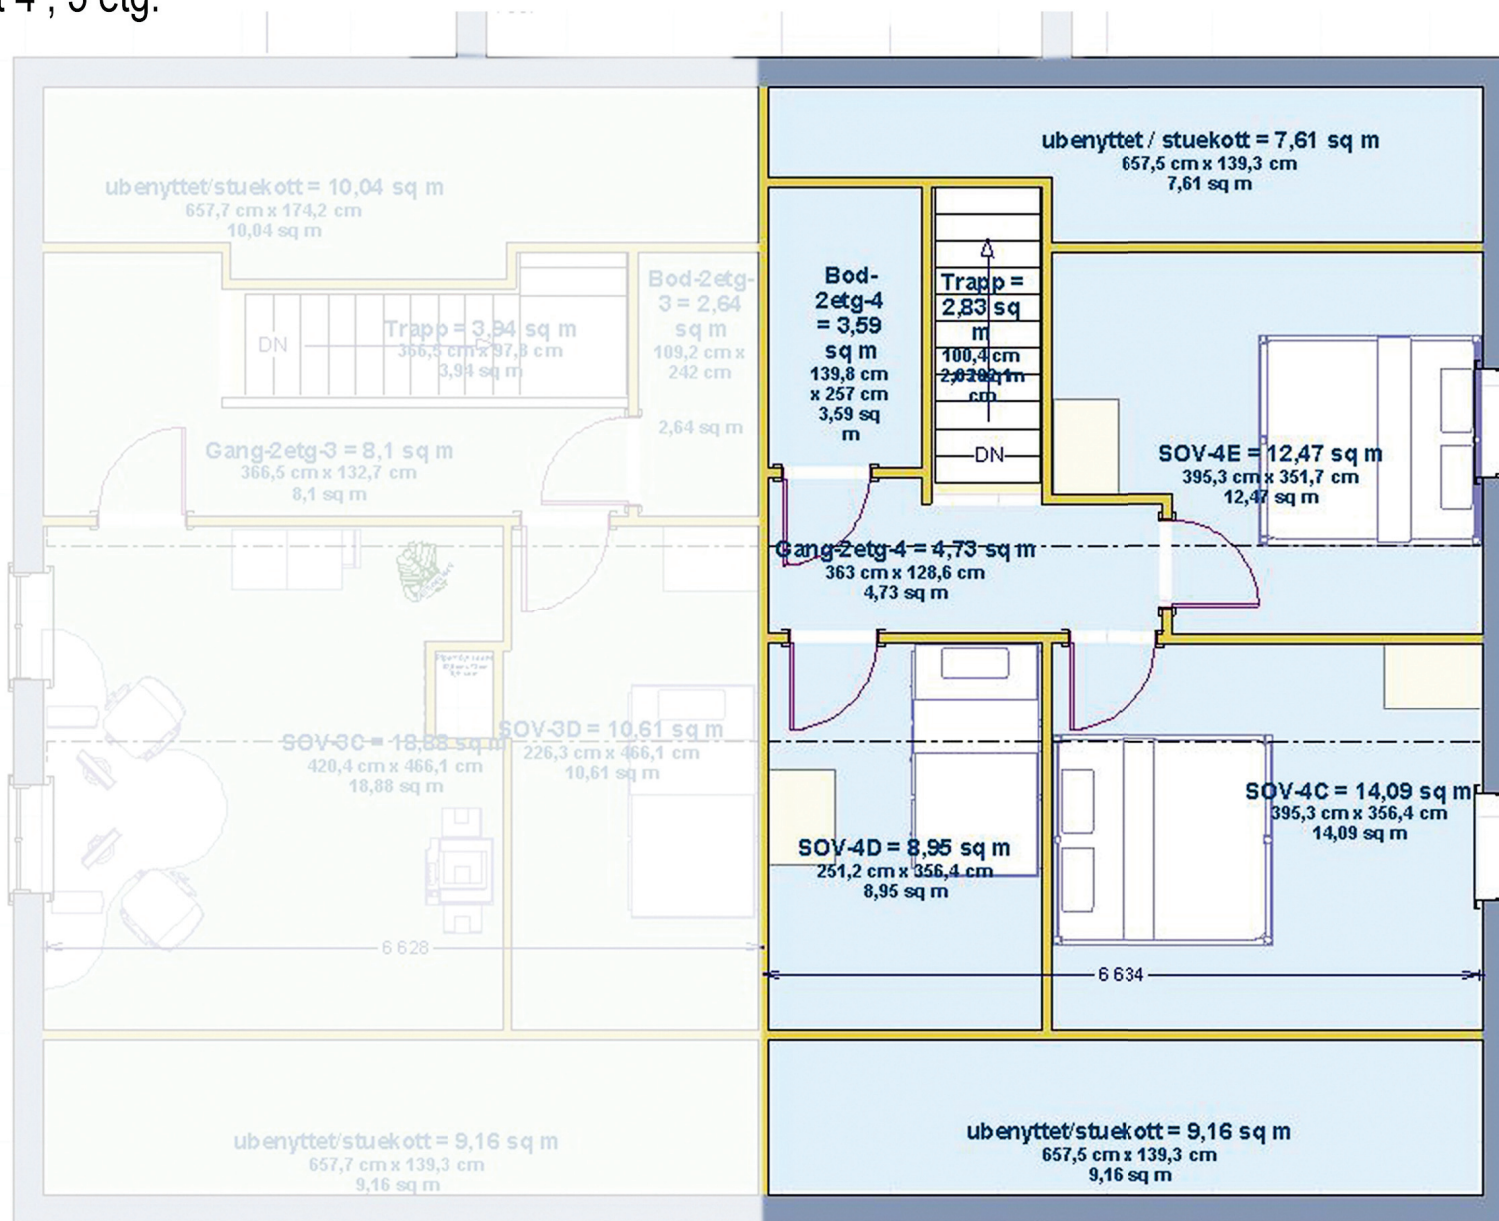 4 , 3 etg.
ubenyttet/stuekott = 10,04 sq m
657,7 cm x 174,2 cm
10,04 sq m
ubenyttet / stuekott = 7,61 sq m
657,5 cm x 139,3 cm
7,61 sq m
DN
Trapp = 3,94 sq m
366,5 cm x 97,8 cm
3,94 sq m
Bod-2etg-
3 = 2,64
sq m
109,2 cm x
242 cm
2,64 sq m
Bod-
2etg-4
= 3,59
sq m
139,8 cm
x 257 cm
3,59 sq
m
Trapp =
2,83 sq
m
100,4 cm
cm
DN
Gang-2etg-3 = 8,1 sq m
366,5 cm x 132,7 cm
8,1 sq m
SOV-4E = 12,47 sq m
395,3 cm x 351,7 cm
12,47 sq m
Gang-2etg-4 = 4,73 sq m
363 cm x 128,6 cm
4,73 sq m
SOV-3C = 18,88 sq m
420,4 cm x 466,1 cm
18,88 sq m
SOV-3D = 10,61 sq m
226,3 cm x 466,1 cm
10,61 sq m
SOV-4D = 8,95 sq m
251,2 cm x 356,4 cm
8,95 sq m
SOV-4C = 14,09 sq m
395,3 cm x 356,4 cm
14,09 sq m
6 628
6 634
ubenyttet/stuekott = 9,16 sq m
657,7 cm x 139,3 cm
9,16 sq m
ubenyttet/stuekott = 9,16 sq m
657,5 cm x 139,3 cm
9,16 sq m